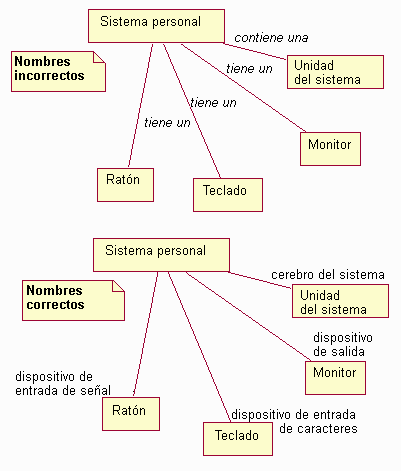 Sistema personal
contiene una
Nombres
incorrectos
Unidad
del sistema
tiene un
tiene un
tiene un
Monitor
Ratón
Teclado
Sistema personal
cerebro del sistema
Nombres
correctos
Unidad
del sistema
dispositivo
de salida
Monitor
dispositivo de
entrada de señal
Ratón
dispositivo de entrada
de caracteres
Teclado